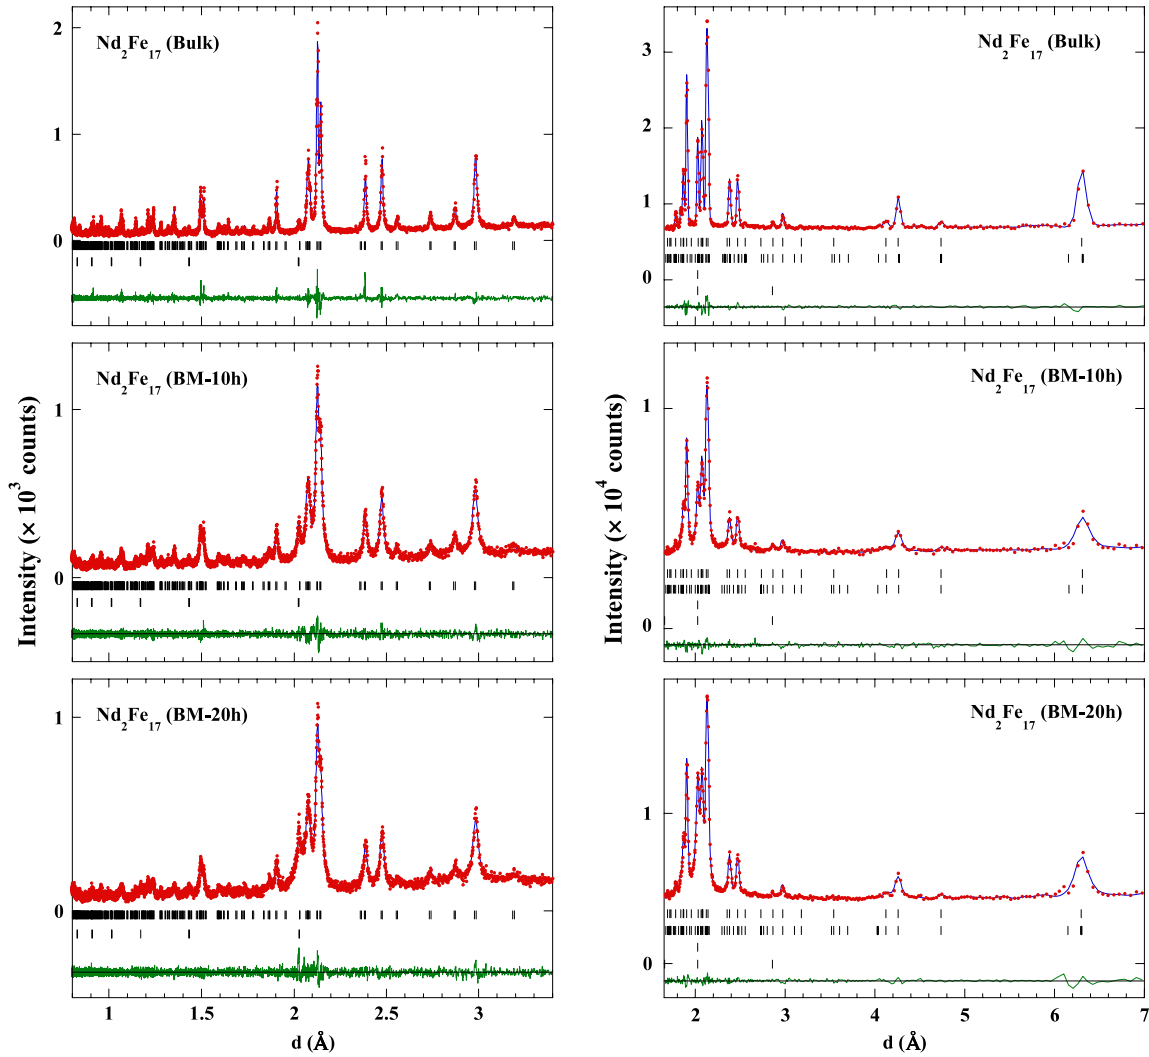 2
Nd₂Fe₁₇ (Bulk)
1
0
Nd₂Fe₁₇ (BM-10h)
1
0
Nd₂Fe₁₇ (BM-20h)
1
0
Intensity (× 10³ counts)
1 1.5 2 2.5 3
d (Å)
Nd₂Fe₁₇ (Bulk)
3
2
1
0
Nd₂Fe₁₇ (BM-10h)
1
0
Nd₂Fe₁₇ (BM-20h)
1
0
Intensity (× 10⁴ counts)
2 3 4 5 6 7
d (Å)